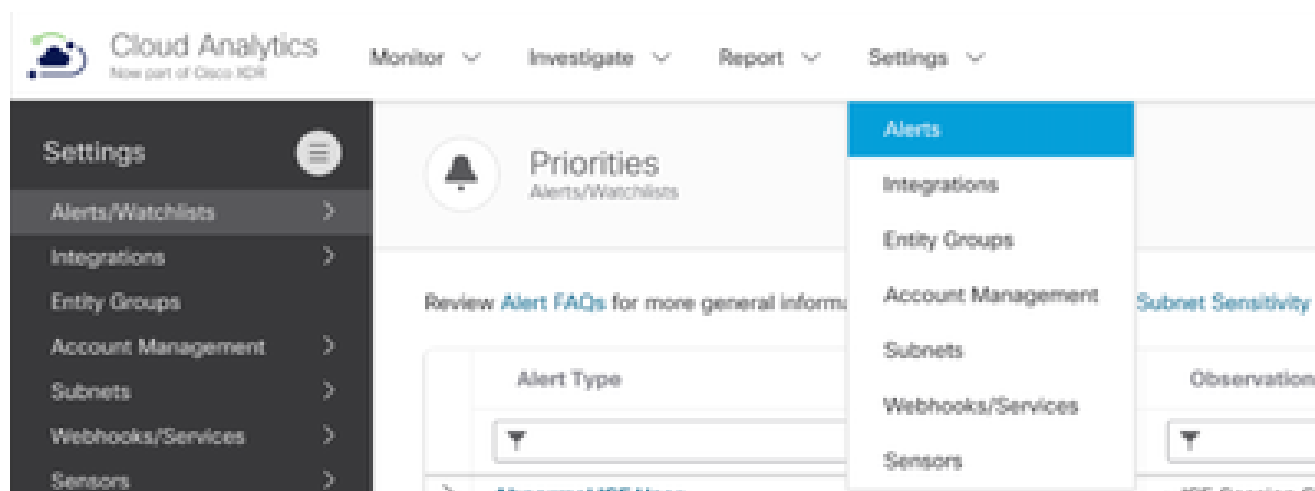 Cloud Analytics
Now part of Cisco XDR
Monitor
Investigate
Report
Settings
Settings
Alerts/Watchlists
Integrations
Entity Groups
Account Management
Subnets
Webhooks/Services
Sensors
Priorities
Alerts/Watchlists
Alerts
Integrations
Entity Groups
Account Management
Subnets
Webhooks/Services
Sensors
Review Alert FAQs for more general inform
Subnet Sensitivity
Alert Type
Observation